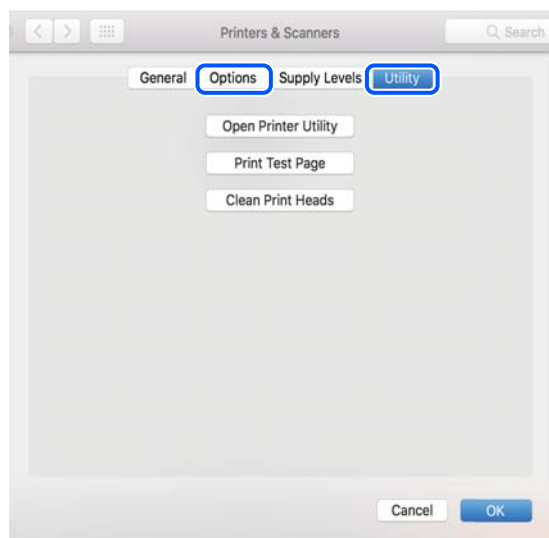 Printers & Scanners Search
General Options Supply Levels Utility
Open Printer Utility
Print Test Page
Clean Print Heads
Cancel OK